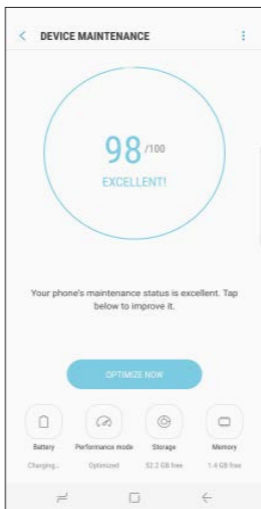 DEVICE MAINTENANCE
98 /100
EXCELLENT!
Your phone's maintenance status is excellent. Tap
below to improve it.
OPTIMIZE NOW
Battery Performance mode Storage Memory
Charging... Optimized 52.2 GB free 1.4 GB free